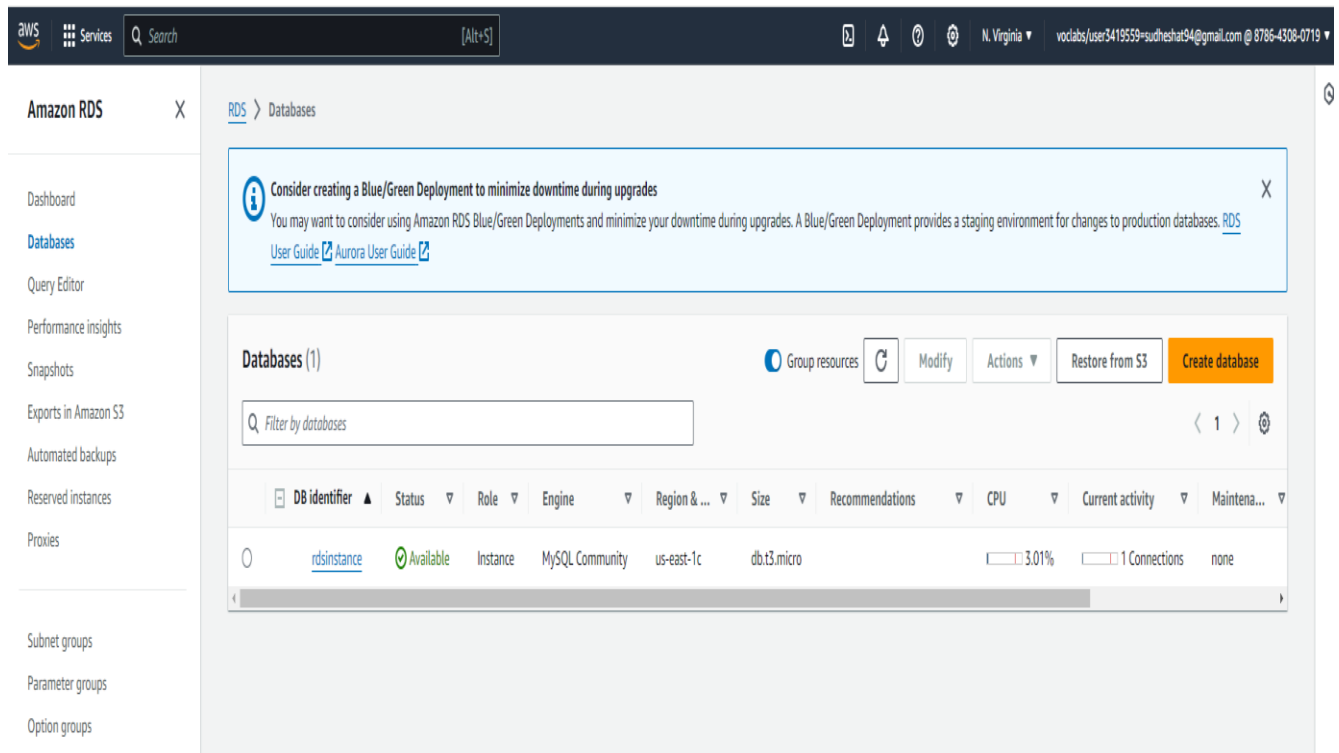 aws Services Search [Alt+S] N. Virginia ▼ voclabs/user3419559=sudheshat94@gmail.com @ 8786-4308-0719 ▼
Amazon RDS X
Dashboard
Databases
Query Editor
Performance insights
Snapshots
Exports in Amazon S3
Automated backups
Reserved instances
Proxies
Subnet groups
Parameter groups
Option groups
RDS > Databases
Consider creating a Blue/Green Deployment to minimize downtime during upgrades
You may want to consider using Amazon RDS Blue/Green Deployments and minimize your downtime during upgrades. A Blue/Green Deployment provides a staging environment for changes to production databases. RDS
User Guide Aurora User Guide
Databases (1) Group resources Modify Actions ▼ Restore from S3 Create database
Filter by databases < 1 >
DB identifier ▲ Status Role Engine Region & ... Size Recommendations CPU Current activity Maintena...
rdsinstance Available Instance MySQL Community us-east-1c db.t3.micro 3.01% 1 Connections none